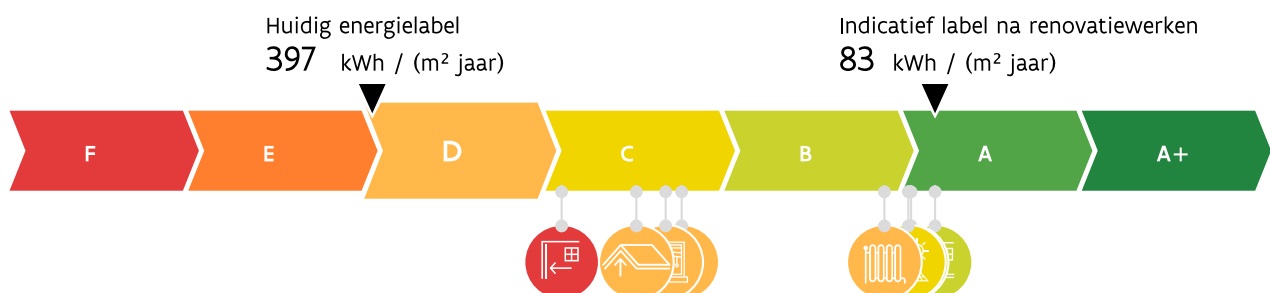 Huidig energielabel
397 kWh / (m² jaar)
Indicatief label na renovatiewerken
83 kWh / (m² jaar)
F E D C B A A+